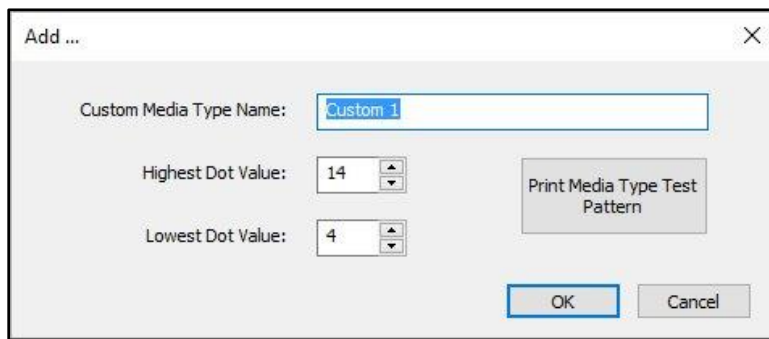 Add ...
Custom Media Type Name: Custom 1
Highest Dot Value: 14
Lowest Dot Value: 4
Print Media Type Test
Pattern
OK Cancel